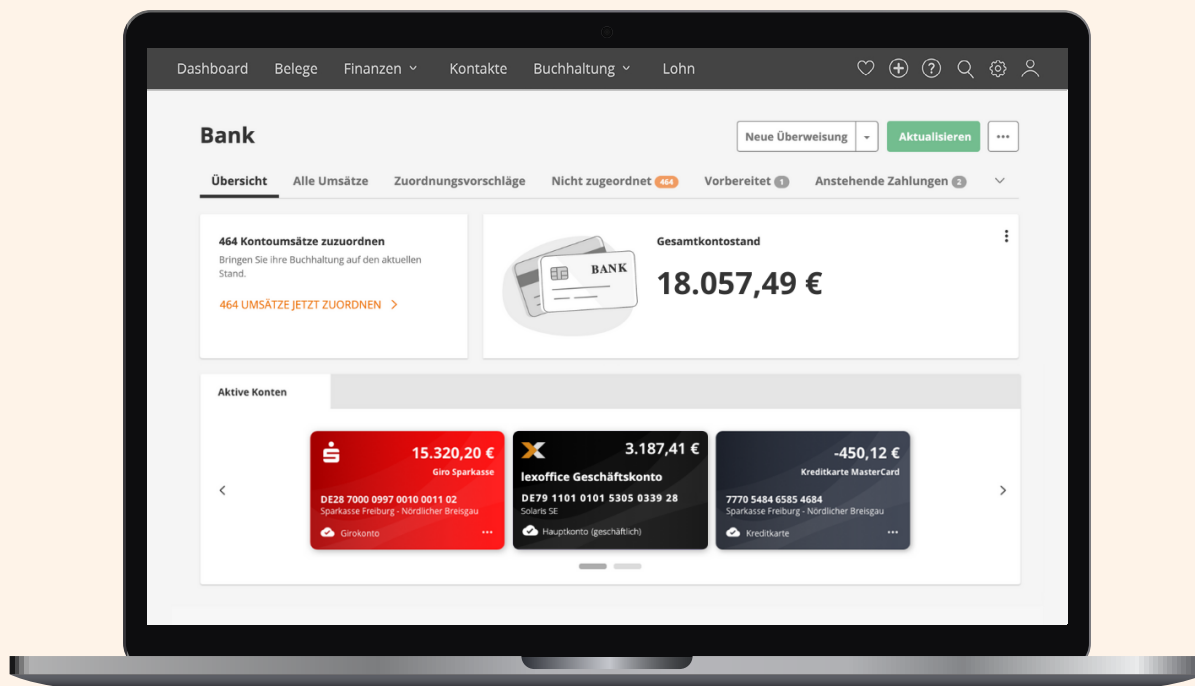 Dashboard Belege Finanzen Kontakte Buchhaltung Lohn
Bank
Neue Überweisung
Aktualisieren
Übersicht Alle Umsätze Zuordnungsvorschläge Nicht zugeordnet 464 Vorbereitet 1 Anstehende Zahlungen 2
464 Kontoumsätze zuzuordnen
Bringen Sie ihre Buchhaltung auf den aktuellen
Stand.
464 UMSÄTZE JETZT ZUORDNEN
BANK
Gesamtkontostand
18.057,49 €
Aktive Konten
15.320,20 €
Giro Sparkasse
DE28 7000 0997 0010 0011 02
Sparkasse Freiburg - Nördlicher Breisgau
Girokonto
3.187,41 €
lexoffice Geschäftskonto
DE79 1101 0101 5305 0339 28
Solaris SE
Hauptkonto (geschäftlich)
-450,12 €
Kreditkarte MasterCard
7770 5484 6585 4684
Sparkasse Freiburg - Nördlicher Breisgau
Kreditkarte